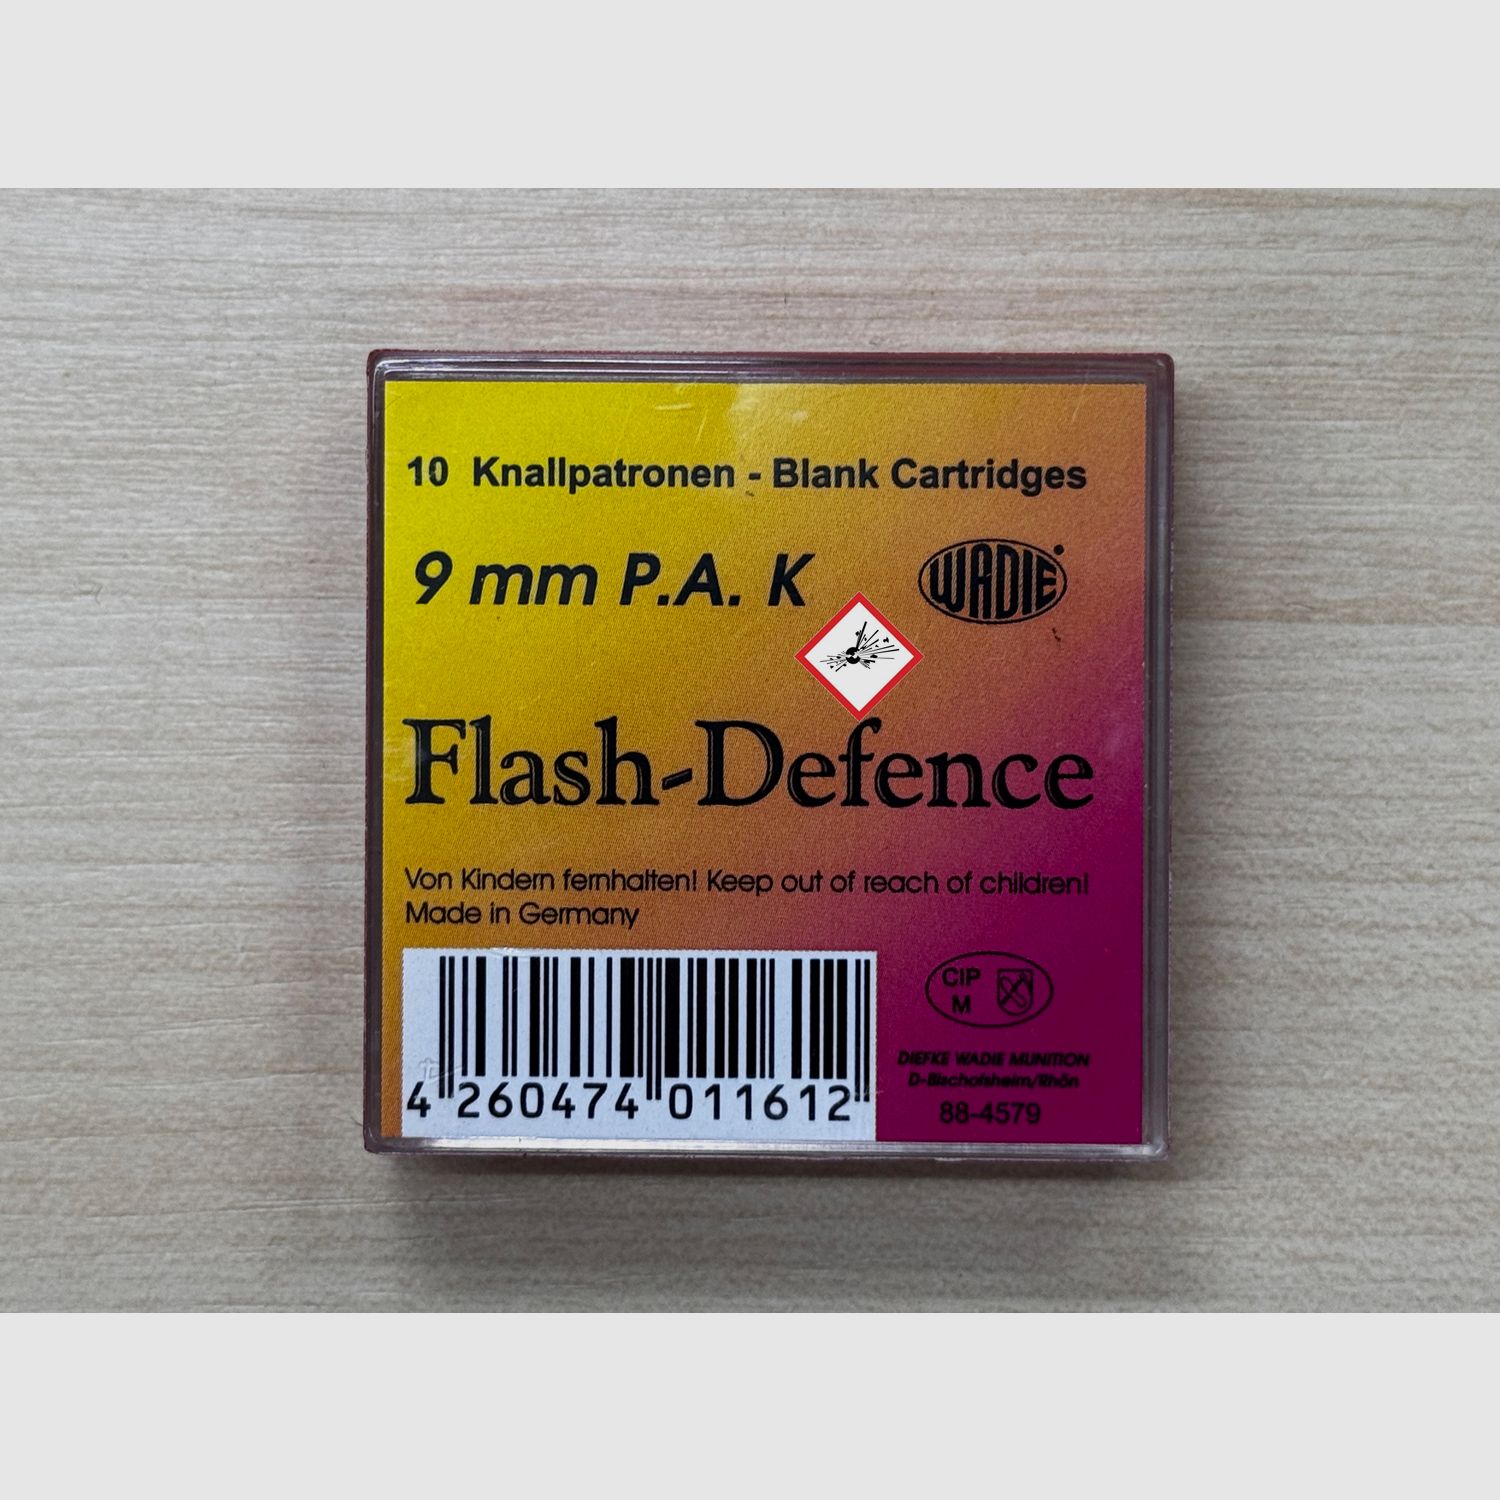 10 Knallpatronen - Blank Cartridges
9 mm P.A. K
WADIE
Flash-Defence
Von Kindern fernhalten! Keep out of reach of children!
Made in Germany
CIP
M
4 260474 011612
DIEFKE WADIE MUNITION
D-Bischofsheim/Rhön
88-4579